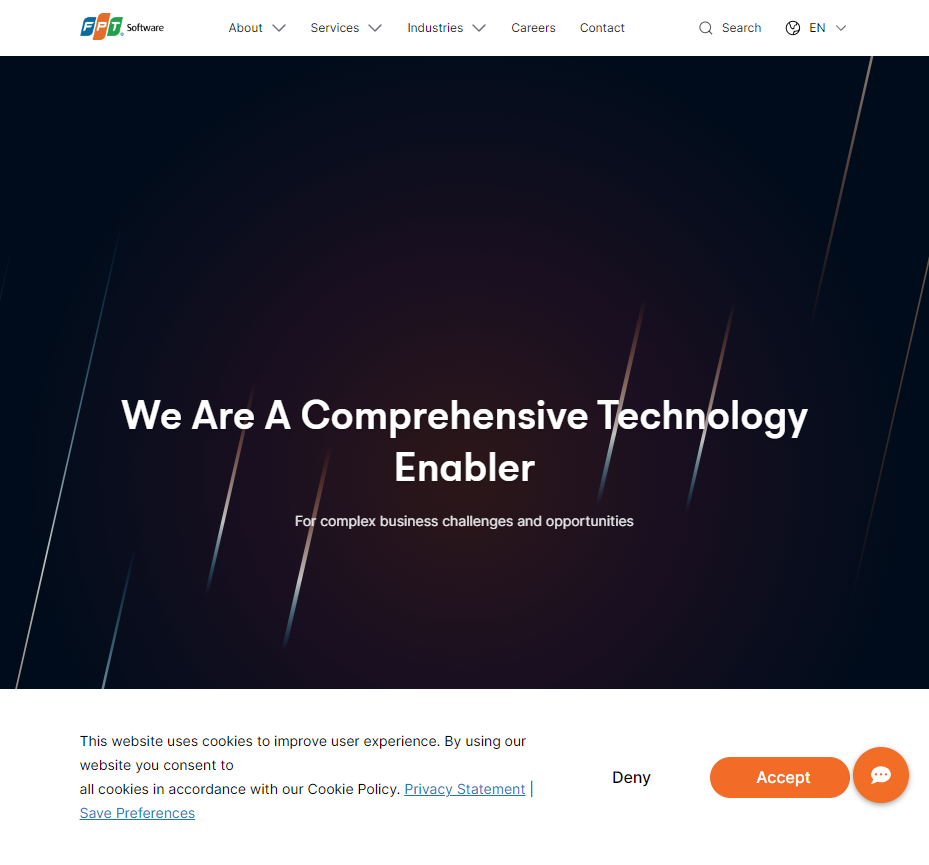 FPT Software
About Services Industries Careers Contact Search EN
We Are A Comprehensive Technology
Enabler
For complex business challenges and opportunities
This website uses cookies to improve user experience. By using our
website you consent to
all cookies in accordance with our Cookie Policy. Privacy Statement |
Save Preferences
Deny
Accept